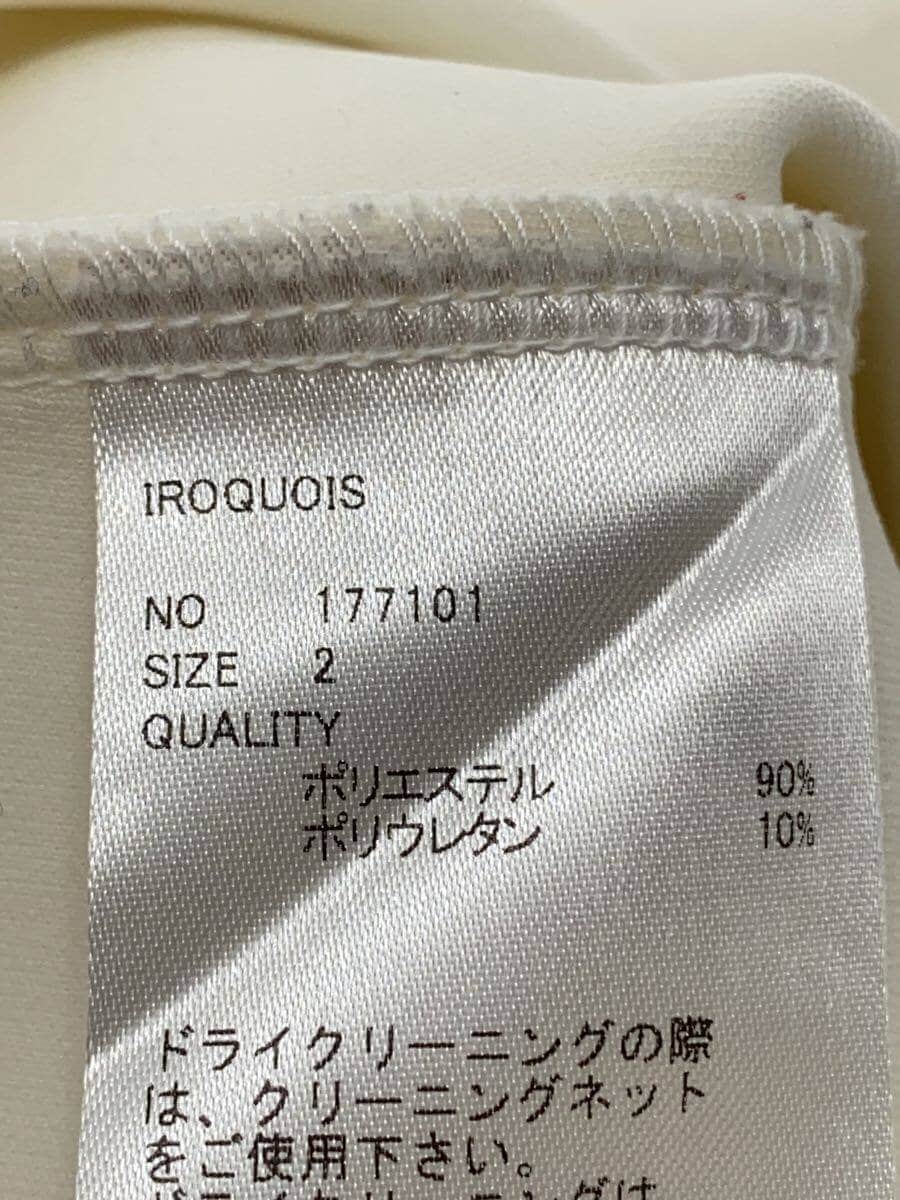 IROQUOIS
NO 177101
SIZE 2
QUALITY
ポリエステル 90%
ポリウレタン 10%
ドライクリーニングの際
は、クリーニングネット
をご使用下さい。